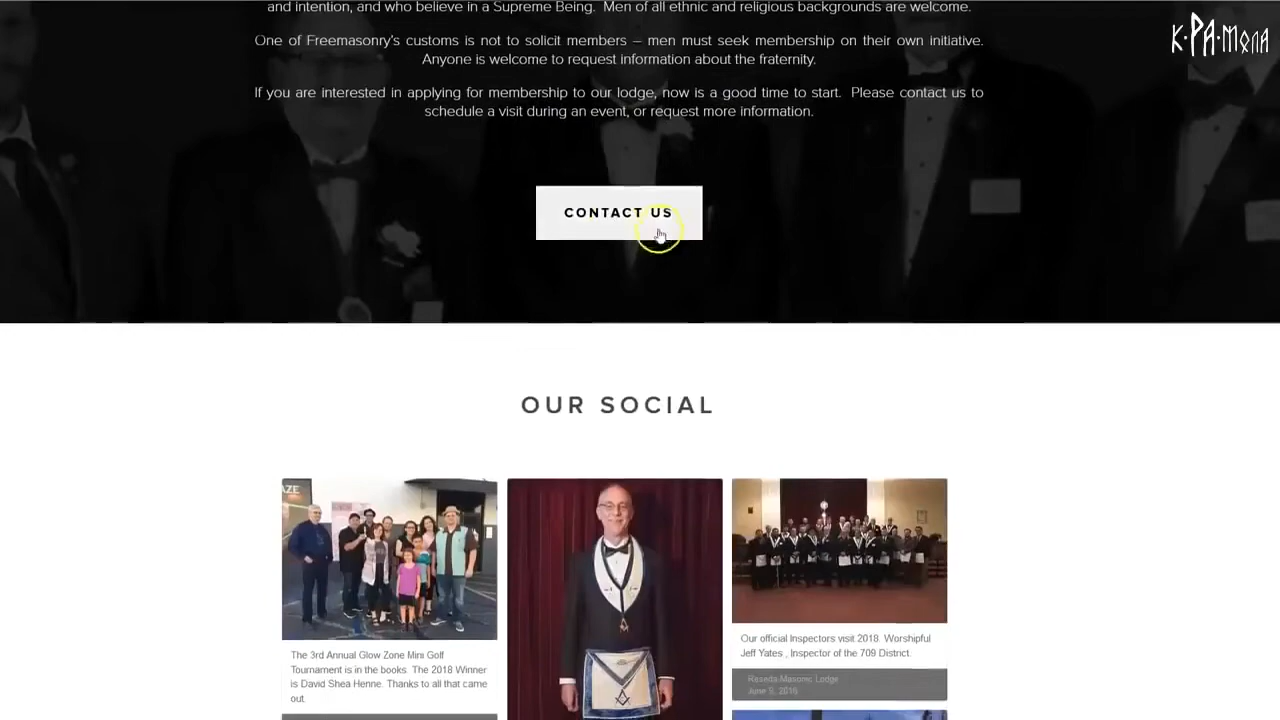 and intention, and who believe in a Supreme Being. Men of all ethnic and religious backgrounds are welcome.
One of Freemasonry's customs is not to solicit members – men must seek membership on their own initiative.
Anyone is welcome to request information about the fraternity.
If you are interested in applying for membership to our lodge, now is a good time to start. Please contact us to
schedule a visit during an event, or request more information.
CONTACT US
OUR SOCIAL
AZE
The 3rd Annual Glow Zone Mini Golf
Tournament is in the books. The 2018 Winner
is David Shea Henne. Thanks to all that came
out.
Our official Inspectors visit 2018. Worshipful
Jeff Yates , Inspector of the 709 District.
Reseda Masonic Lodge